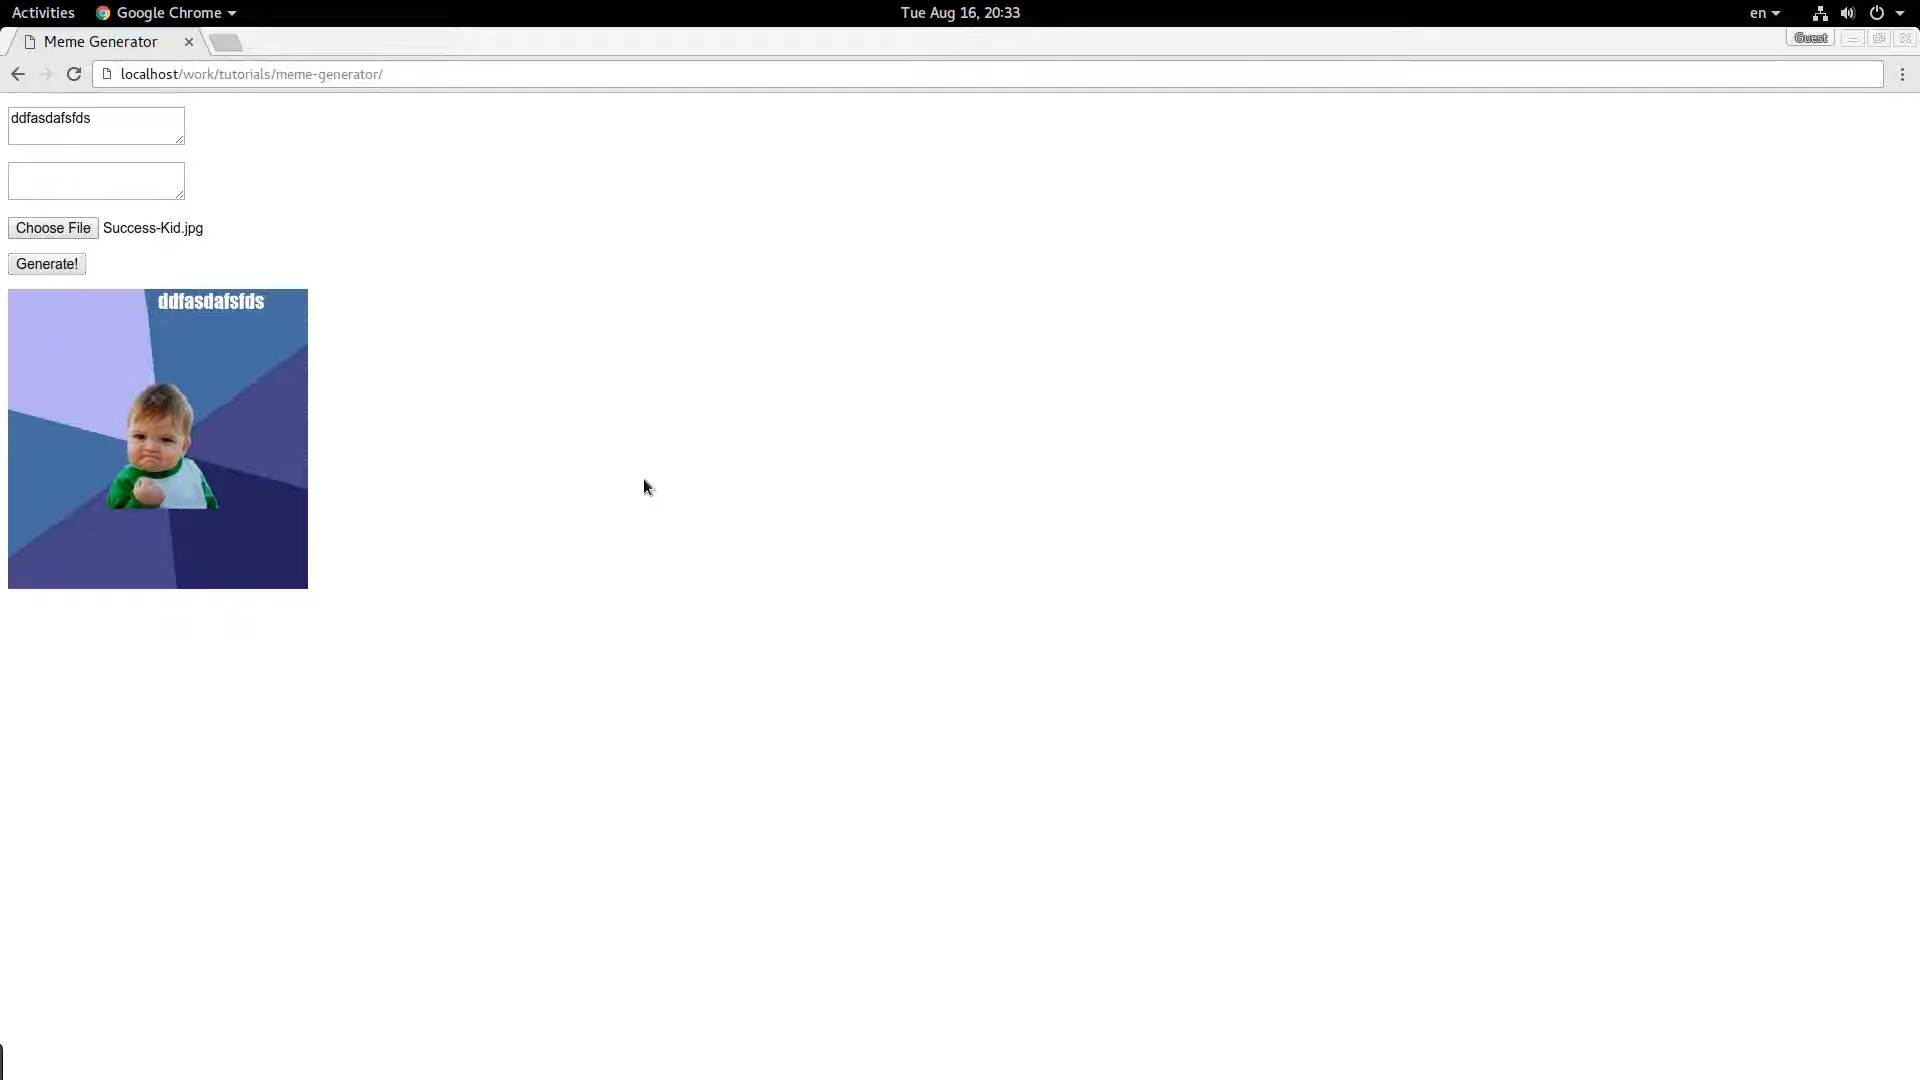 Activities Google Chrome Tue Aug 16, 20:33 en
Meme Generator Guest
localhost/work/tutorials/meme-generator/
ddfasdafsfds
Choose File Success-Kid.jpg
Generate!
ddfasdafsfds